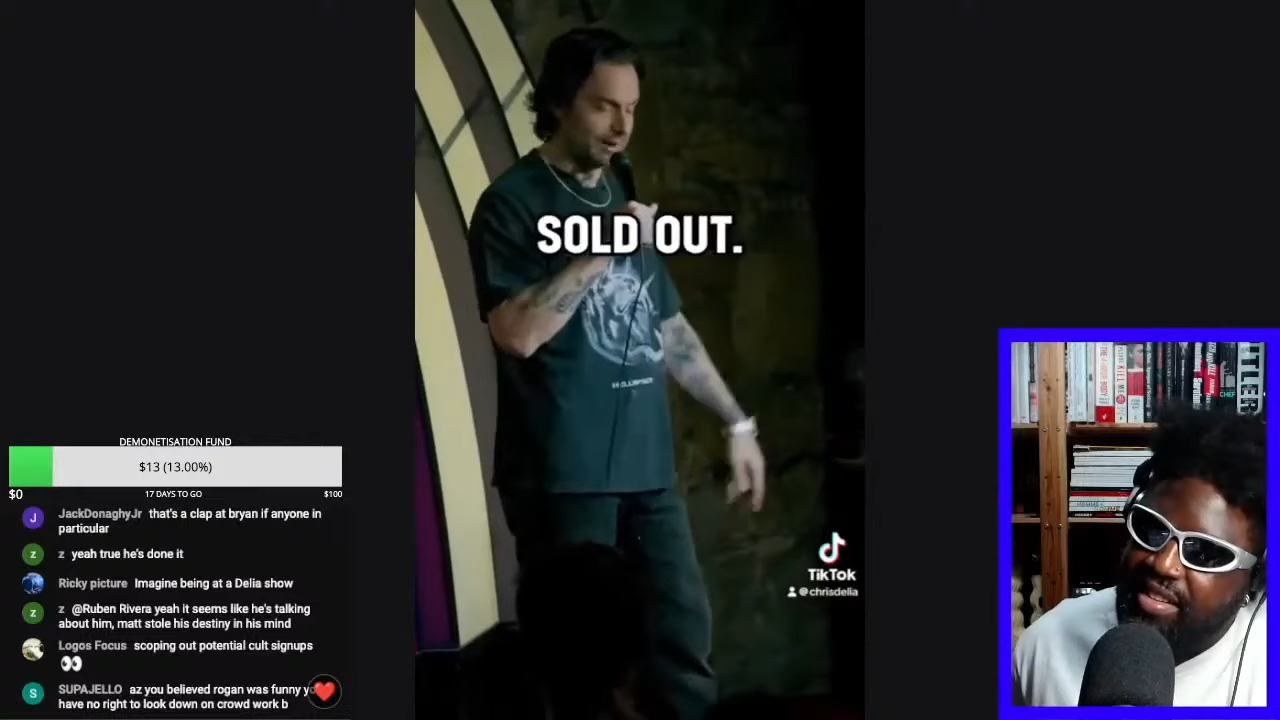 SOLD OUT.
TikTok
@chrisdelia
DEMONETISATION FUND
$13 (13.00%)
$0
17 DAYS TO GO
$100
J
JackDonaghyJr that's a clap at bryan if anyone in
particular
z
z yeah true he's done it
Ricky picture Imagine being at a Delia show
z
z @Ruben Rivera yeah it seems like he's talking
about him, matt stole his destiny in his mind
Logos Focus scoping out potential cult signups
👀
S
SUPAJELLO az you believed rogan was funny
have no right to look down on crowd work b
KILL